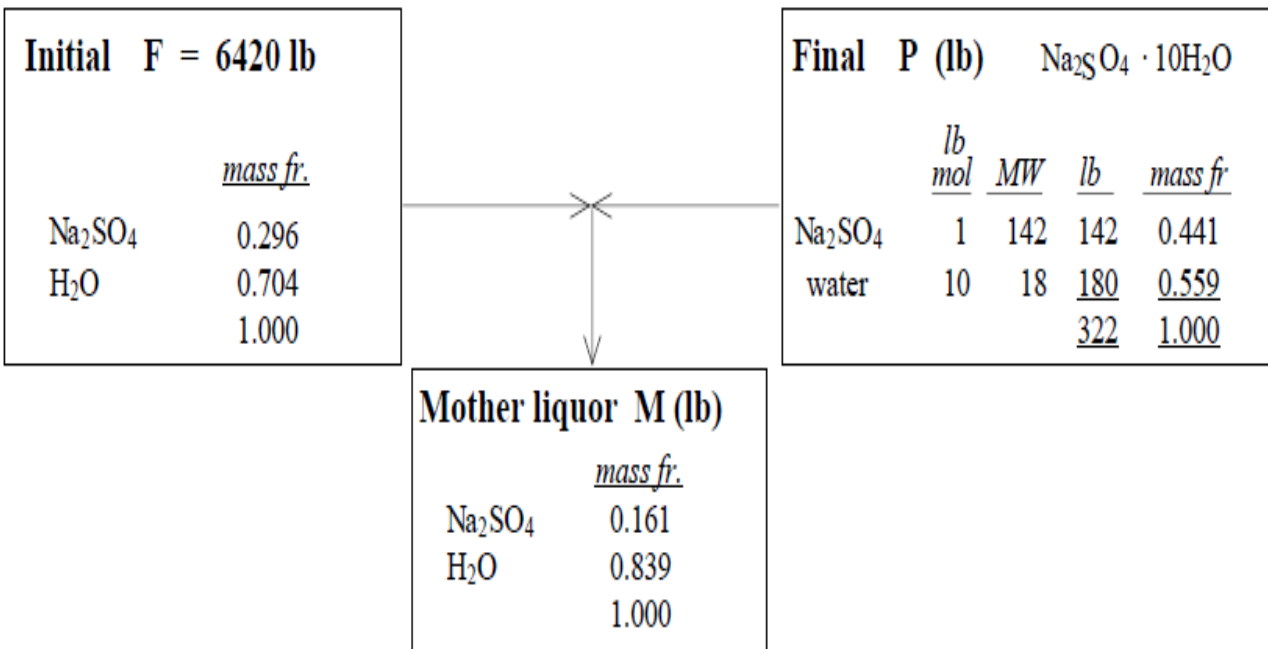 Initial F = 6420 lb
mass fr.
Na₂SO₄ 0.296
H₂O 0.704
1.000
Final P (lb) Na₂SO₄ · 10H₂O
lb
mol MW lb mass fr
Na₂SO₄ 1 142 142 0.441
water 10 18 180 0.559
322 1.000
Mother liquor M (lb)
mass fr.
Na₂SO₄ 0.161
H₂O 0.839
1.000